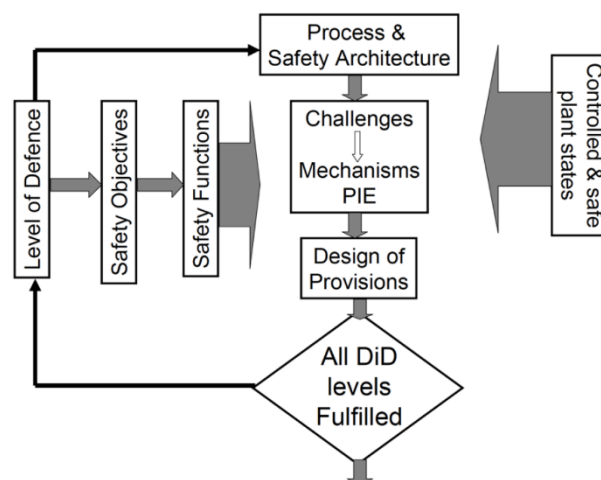 Process &
Safety Architecture
Level of Defence
Safety Objectives
Safety Functions
Challenges
Mechanisms
PIE
Controlled & safe
plant states
Design of
Provisions
All DiD
levels
Fulfilled